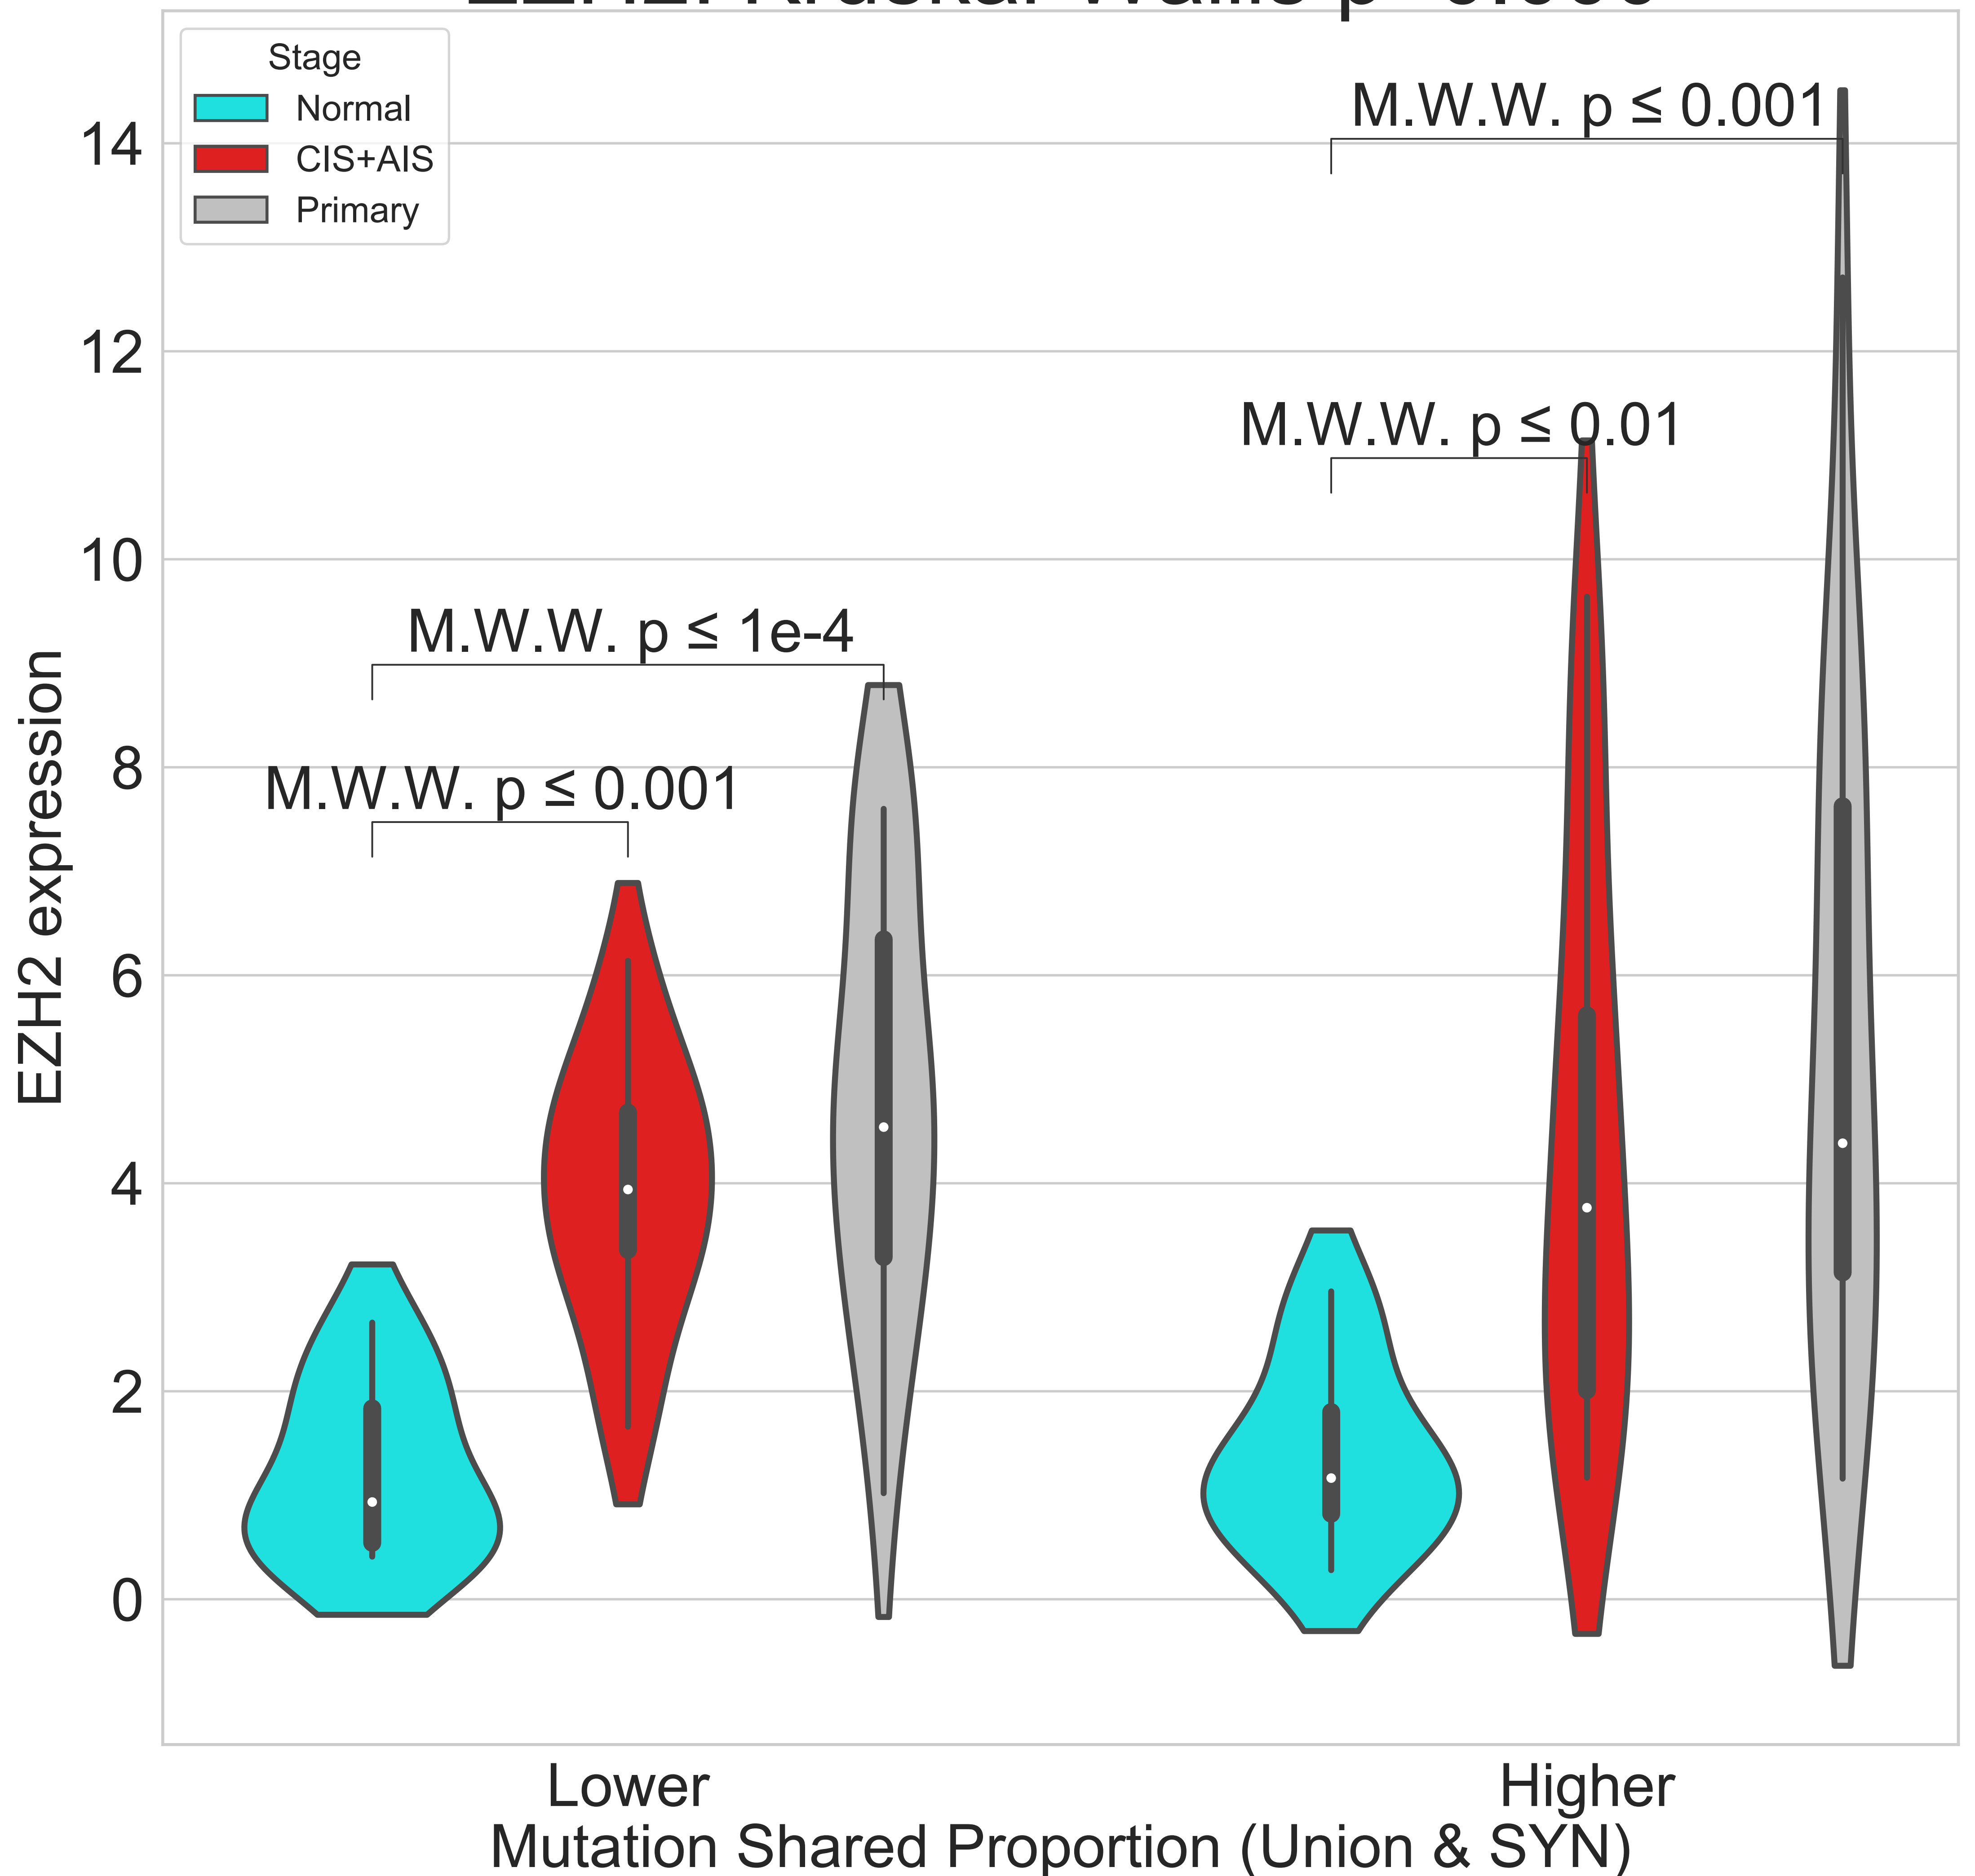 Stage
Normal
CIS+AIS
Primary
M.W.W. p ≤ 0.001
M.W.W. p ≤ 0.01
M.W.W. p ≤ 1e-4
M.W.W. p ≤ 0.001
14
12
10
8
6
4
2
0
EZH2 expression
Lower
Higher
Mutation Shared Proportion (Union & SYN)